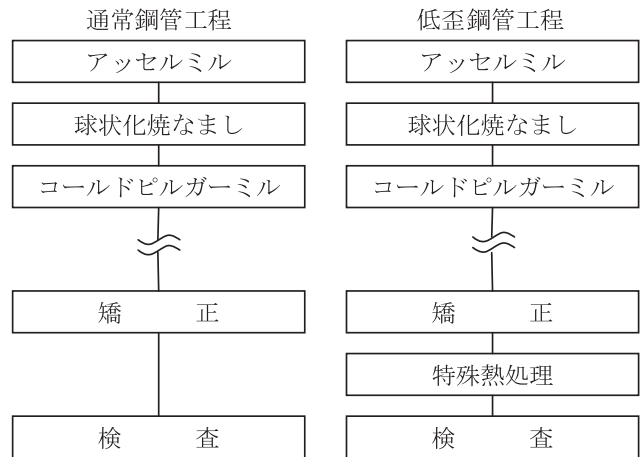 通常鋼管工程
アッセルミル
球状化焼なまし
コールドピルガーミル
矯正
検査
低歪鋼管工程
アッセルミル
球状化焼なまし
コールドピルガーミル
矯正
特殊熱処理
検査